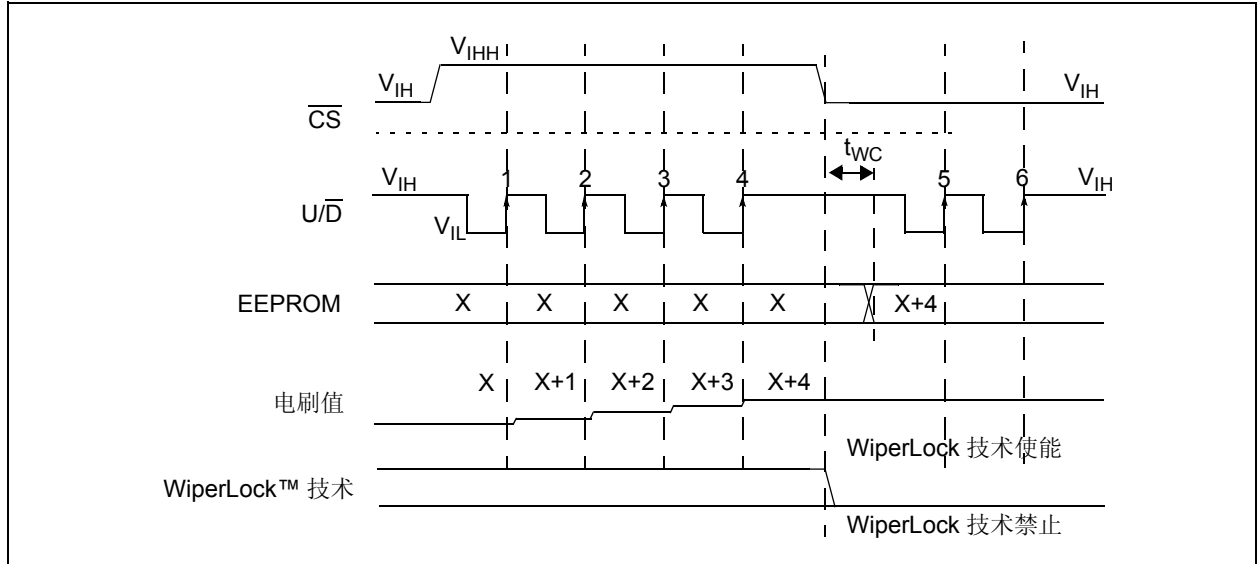 V_IHH
V_IH V_IH
C̅S̅
t_WC
V_IH 1 2 3 4 5 6 V_IH
U/D̅
V_IL
EEPROM X X X X X X+4
X X+1 X+2 X+3 X+4
电刷值
WiperLock 技术使能
WiperLock™ 技术
WiperLock 技术禁止